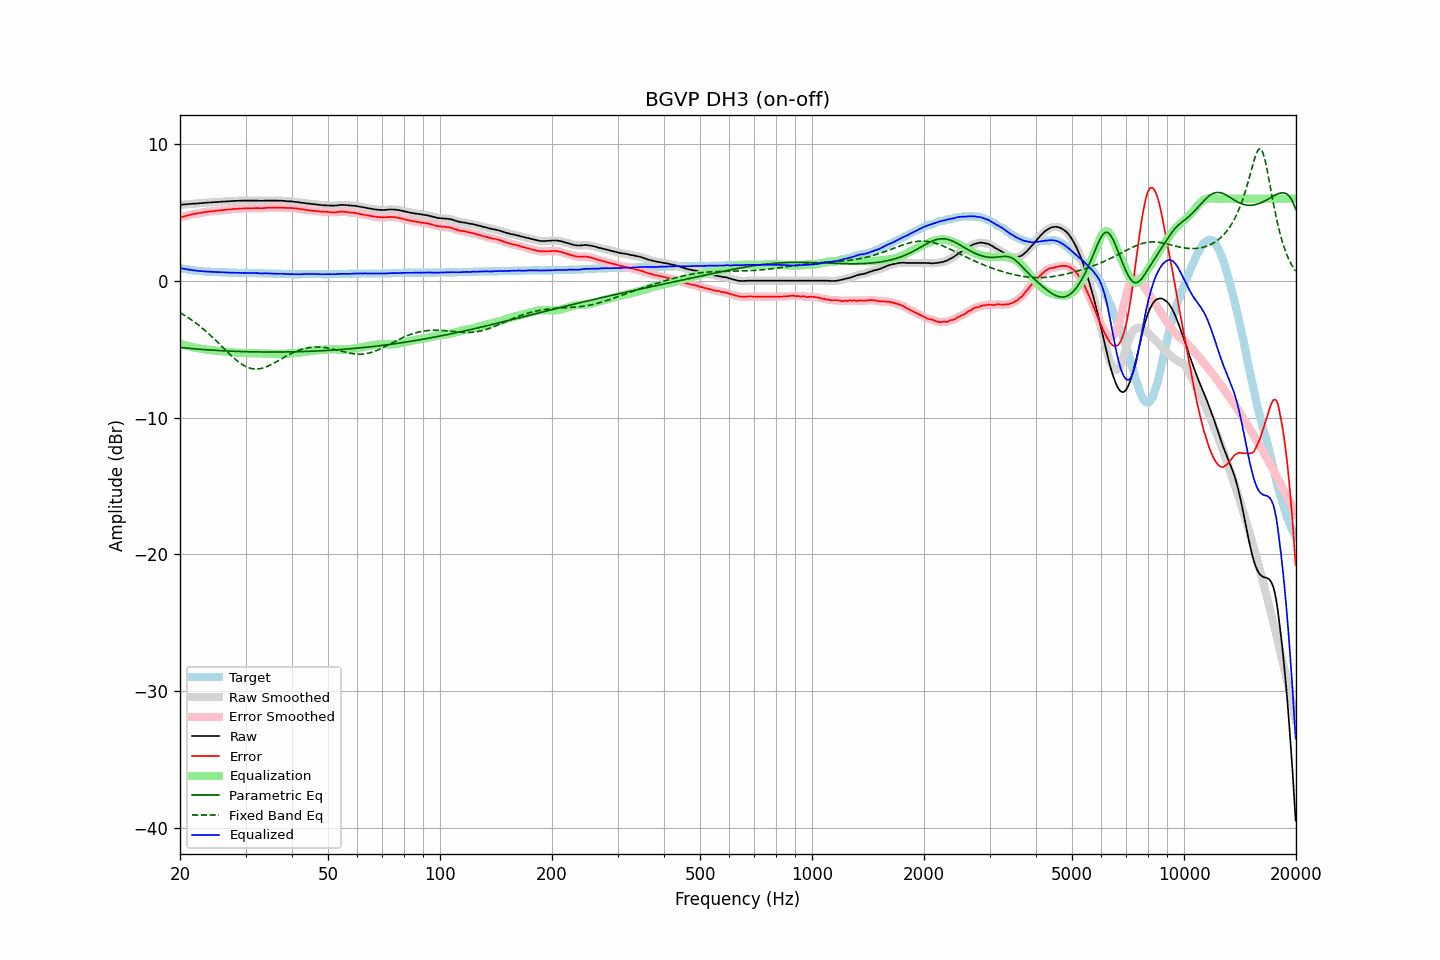 BGVP DH3 (on-off)
10
0
−10
−20
−30
−40
Amplitude (dBr)
Target
Raw Smoothed
Error Smoothed
Raw
Error
Equalization
Parametric Eq
Fixed Band Eq
Equalized
20 50 100 200 500 1000 2000 5000 10000 20000
Frequency (Hz)